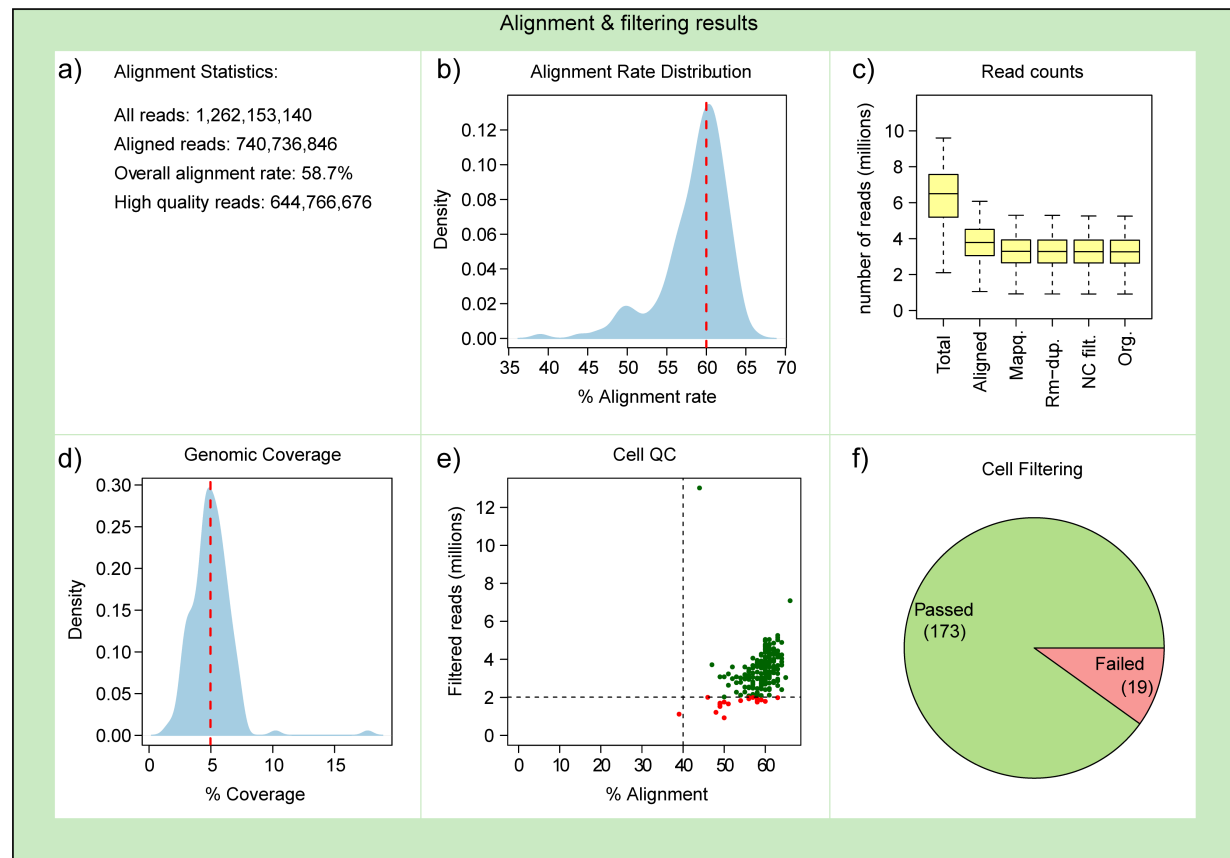 Alignment & filtering results
a)
Alignment Statistics:
All reads: 1,262,153,140
Aligned reads: 740,736,846
Overall alignment rate: 58.7%
High quality reads: 644,766,676
b)
Alignment Rate Distribution
Density
0.12
0.10
0.08
0.06
0.04
0.02
0.00
35 40 45 50 55 60 65 70
% Alignment rate
c)
Read counts
number of reads (millions)
10
8
6
4
2
0
Total
Aligned
Mapq.
Rm−dup.
NC filt.
Org.
d)
Genomic Coverage
Density
0.30
0.25
0.20
0.15
0.10
0.05
0.00
0 5 10 15
% Coverage
e)
Cell QC
Filtered reads (millions)
12
10
8
6
4
2
0
0 10 20 30 40 50 60
% Alignment
f)
Cell Filtering
Passed
(173)
Failed
(19)